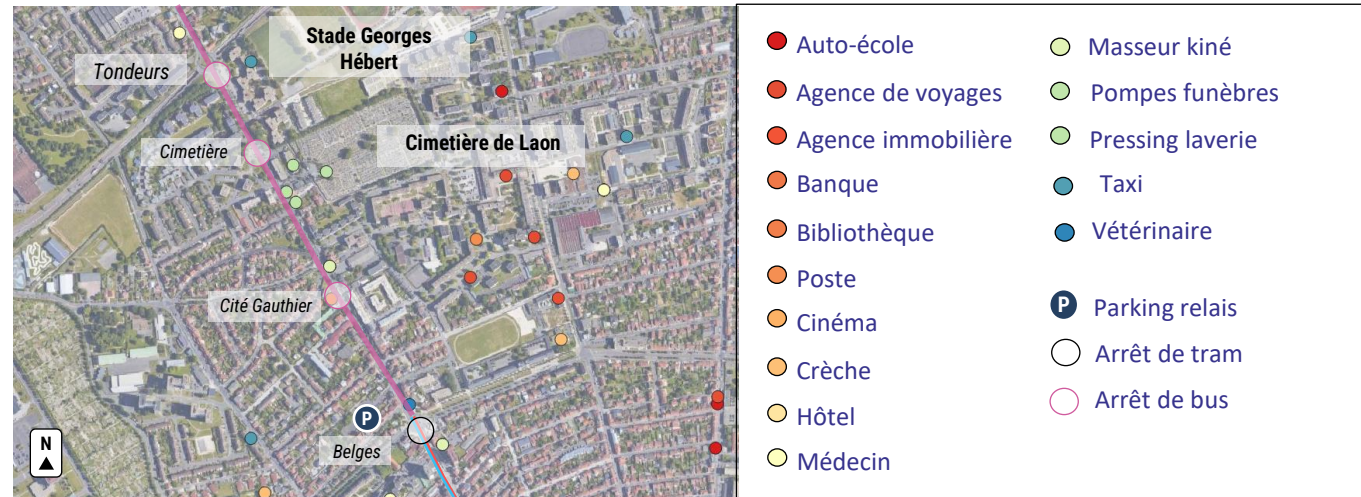 Stade Georges
Hébert
Tondeurs
Cimetière
Cimetière de Laon
Cité Gauthier
P
Belges
N
Auto-école
Agence de voyages
Agence immobilière
Banque
Bibliothèque
Poste
Cinéma
Crèche
Hôtel
Médecin
Masseur kiné
Pompes funèbres
Pressing laverie
Taxi
Vétérinaire
P Parking relais
Arrêt de tram
Arrêt de bus